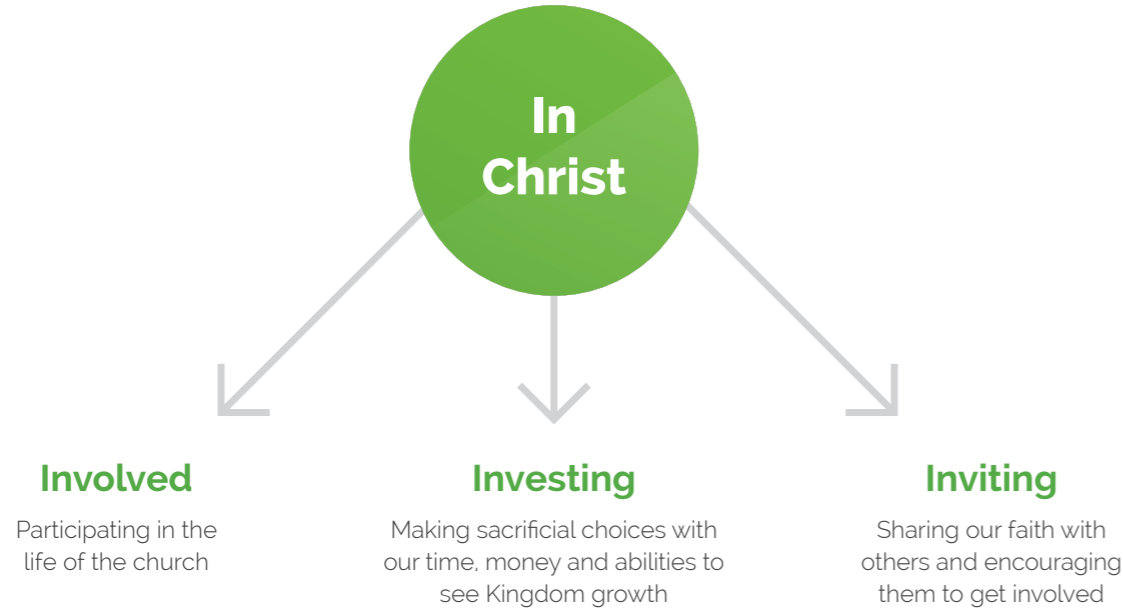 In
Christ
Involved
Participating in the
life of the church
Investing
Making sacrificial choices with
our time, money and abilities to
see Kingdom growth
Inviting
Sharing our faith with
others and encouraging
them to get involved